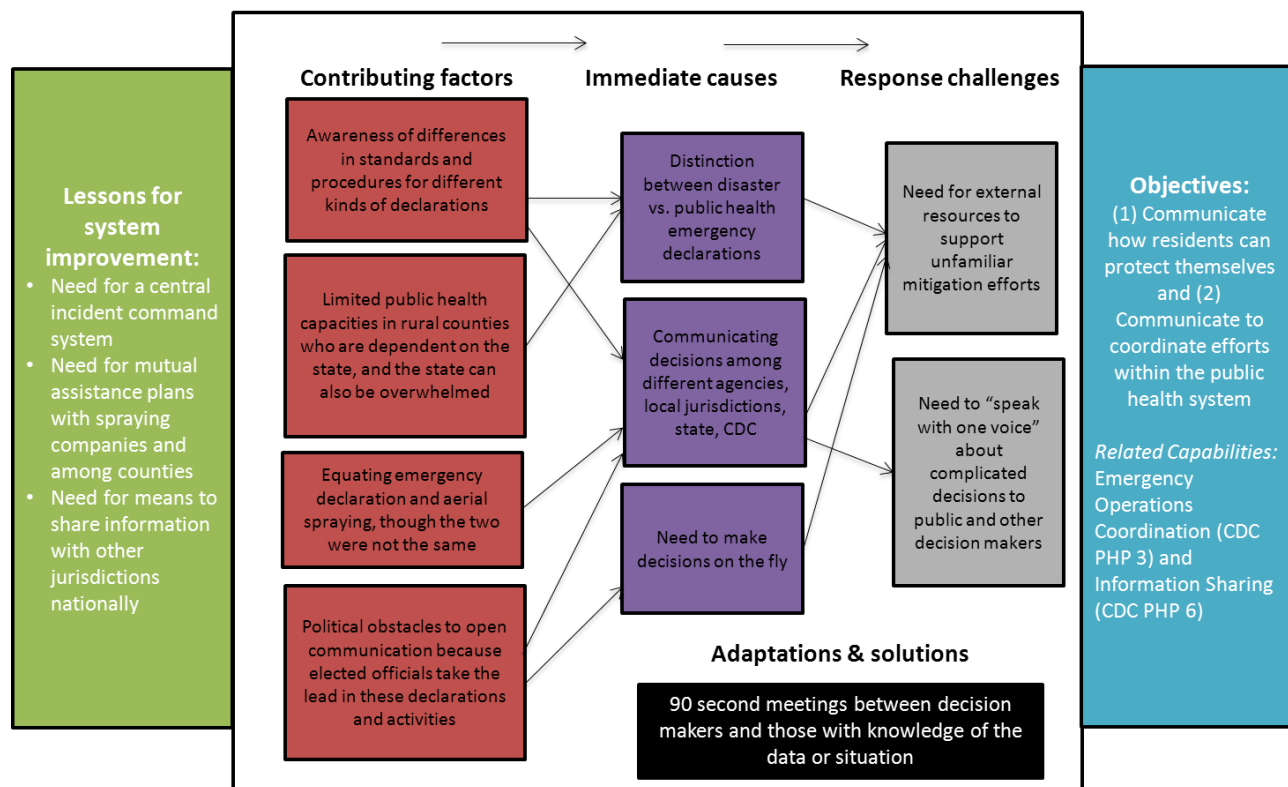 Lessons for
system
improvement:
• Need for a central
incident command
system
• Need for mutual
assistance plans
with spraying
companies and
among counties
• Need for means to
share information
with other
jurisdictions
nationally
Contributing factors
Awareness of differences
in standards and
procedures for different
kinds of declarations
Limited public health
capacities in rural counties
who are dependent on the
state, and the state can
also be overwhelmed
Equating emergency
declaration and aerial
spraying, though the two
were not the same
Political obstacles to open
communication because
elected officials take the
lead in these declarations
and activities
Immediate causes
Distinction
between disaster
vs. public health
emergency
declarations
Communicating
decisions among
different agencies,
local jurisdictions,
state, CDC
Need to make
decisions on the fly
Response challenges
Need for external
resources to
support
unfamiliar
mitigation efforts
Need to “speak
with one voice”
about
complicated
decisions to
public and other
decision makers
Adaptations & solutions
90 second meetings between decision
makers and those with knowledge of the
data or situation
Objectives:
(1) Communicate
how residents can
protect themselves
and (2)
Communicate to
coordinate efforts
within the public
health system
Related Capabilities:
Emergency
Operations
Coordination (CDC
PHP 3) and
Information Sharing
(CDC PHP 6)